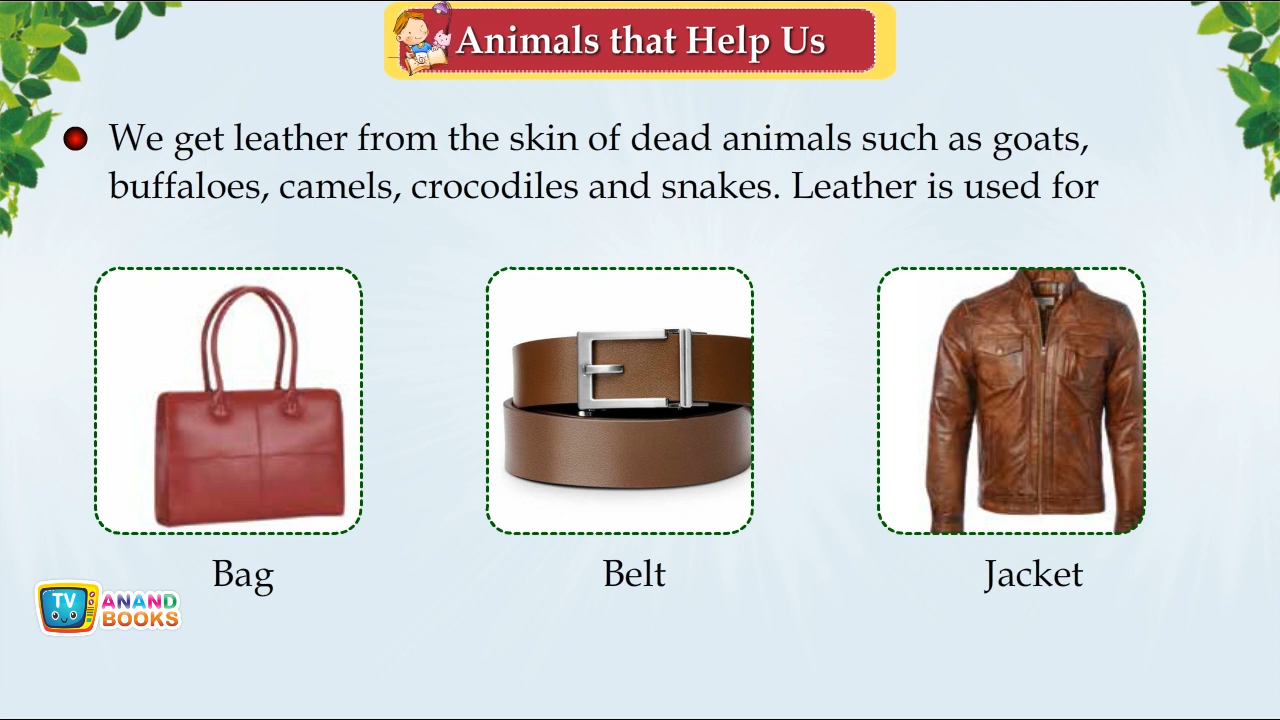 Animals that Help Us
We get leather from the skin of dead animals such as goats,
buffaloes, camels, crocodiles and snakes. Leather is used for
Bag
Belt
Jacket
TV
ANAND
BOOKS